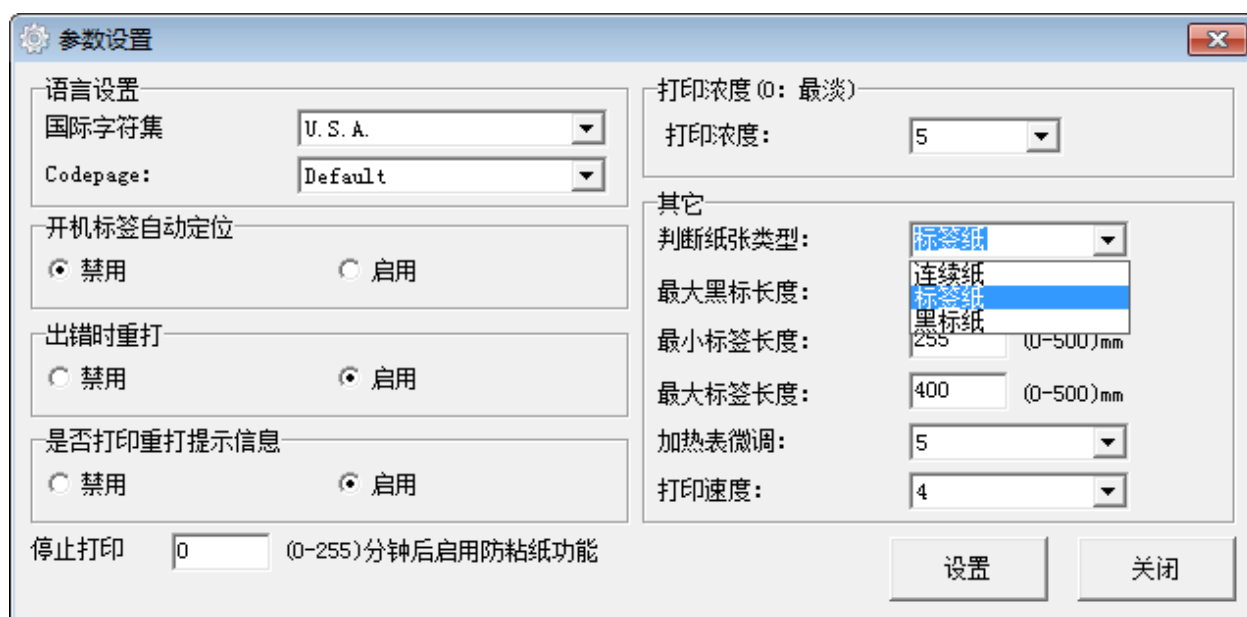 参数设置
语言设置
国际字符集 U.S.A.
Codepage: Default
开机标签自动定位
禁用 启用
出错时重打
禁用 启用
是否打印重打提示信息
禁用 启用
停止打印 0 (0-255)分钟后启用防粘纸功能
打印浓度(0: 最淡)
打印浓度: 5
其它
判断纸张类型: 标签纸
连续纸
标签纸
黑标纸
最大黑标长度:
最小标签长度: 255 (0-500)mm
最大标签长度: 400 (0-500)mm
加热表微调: 5
打印速度: 4
设置 关闭